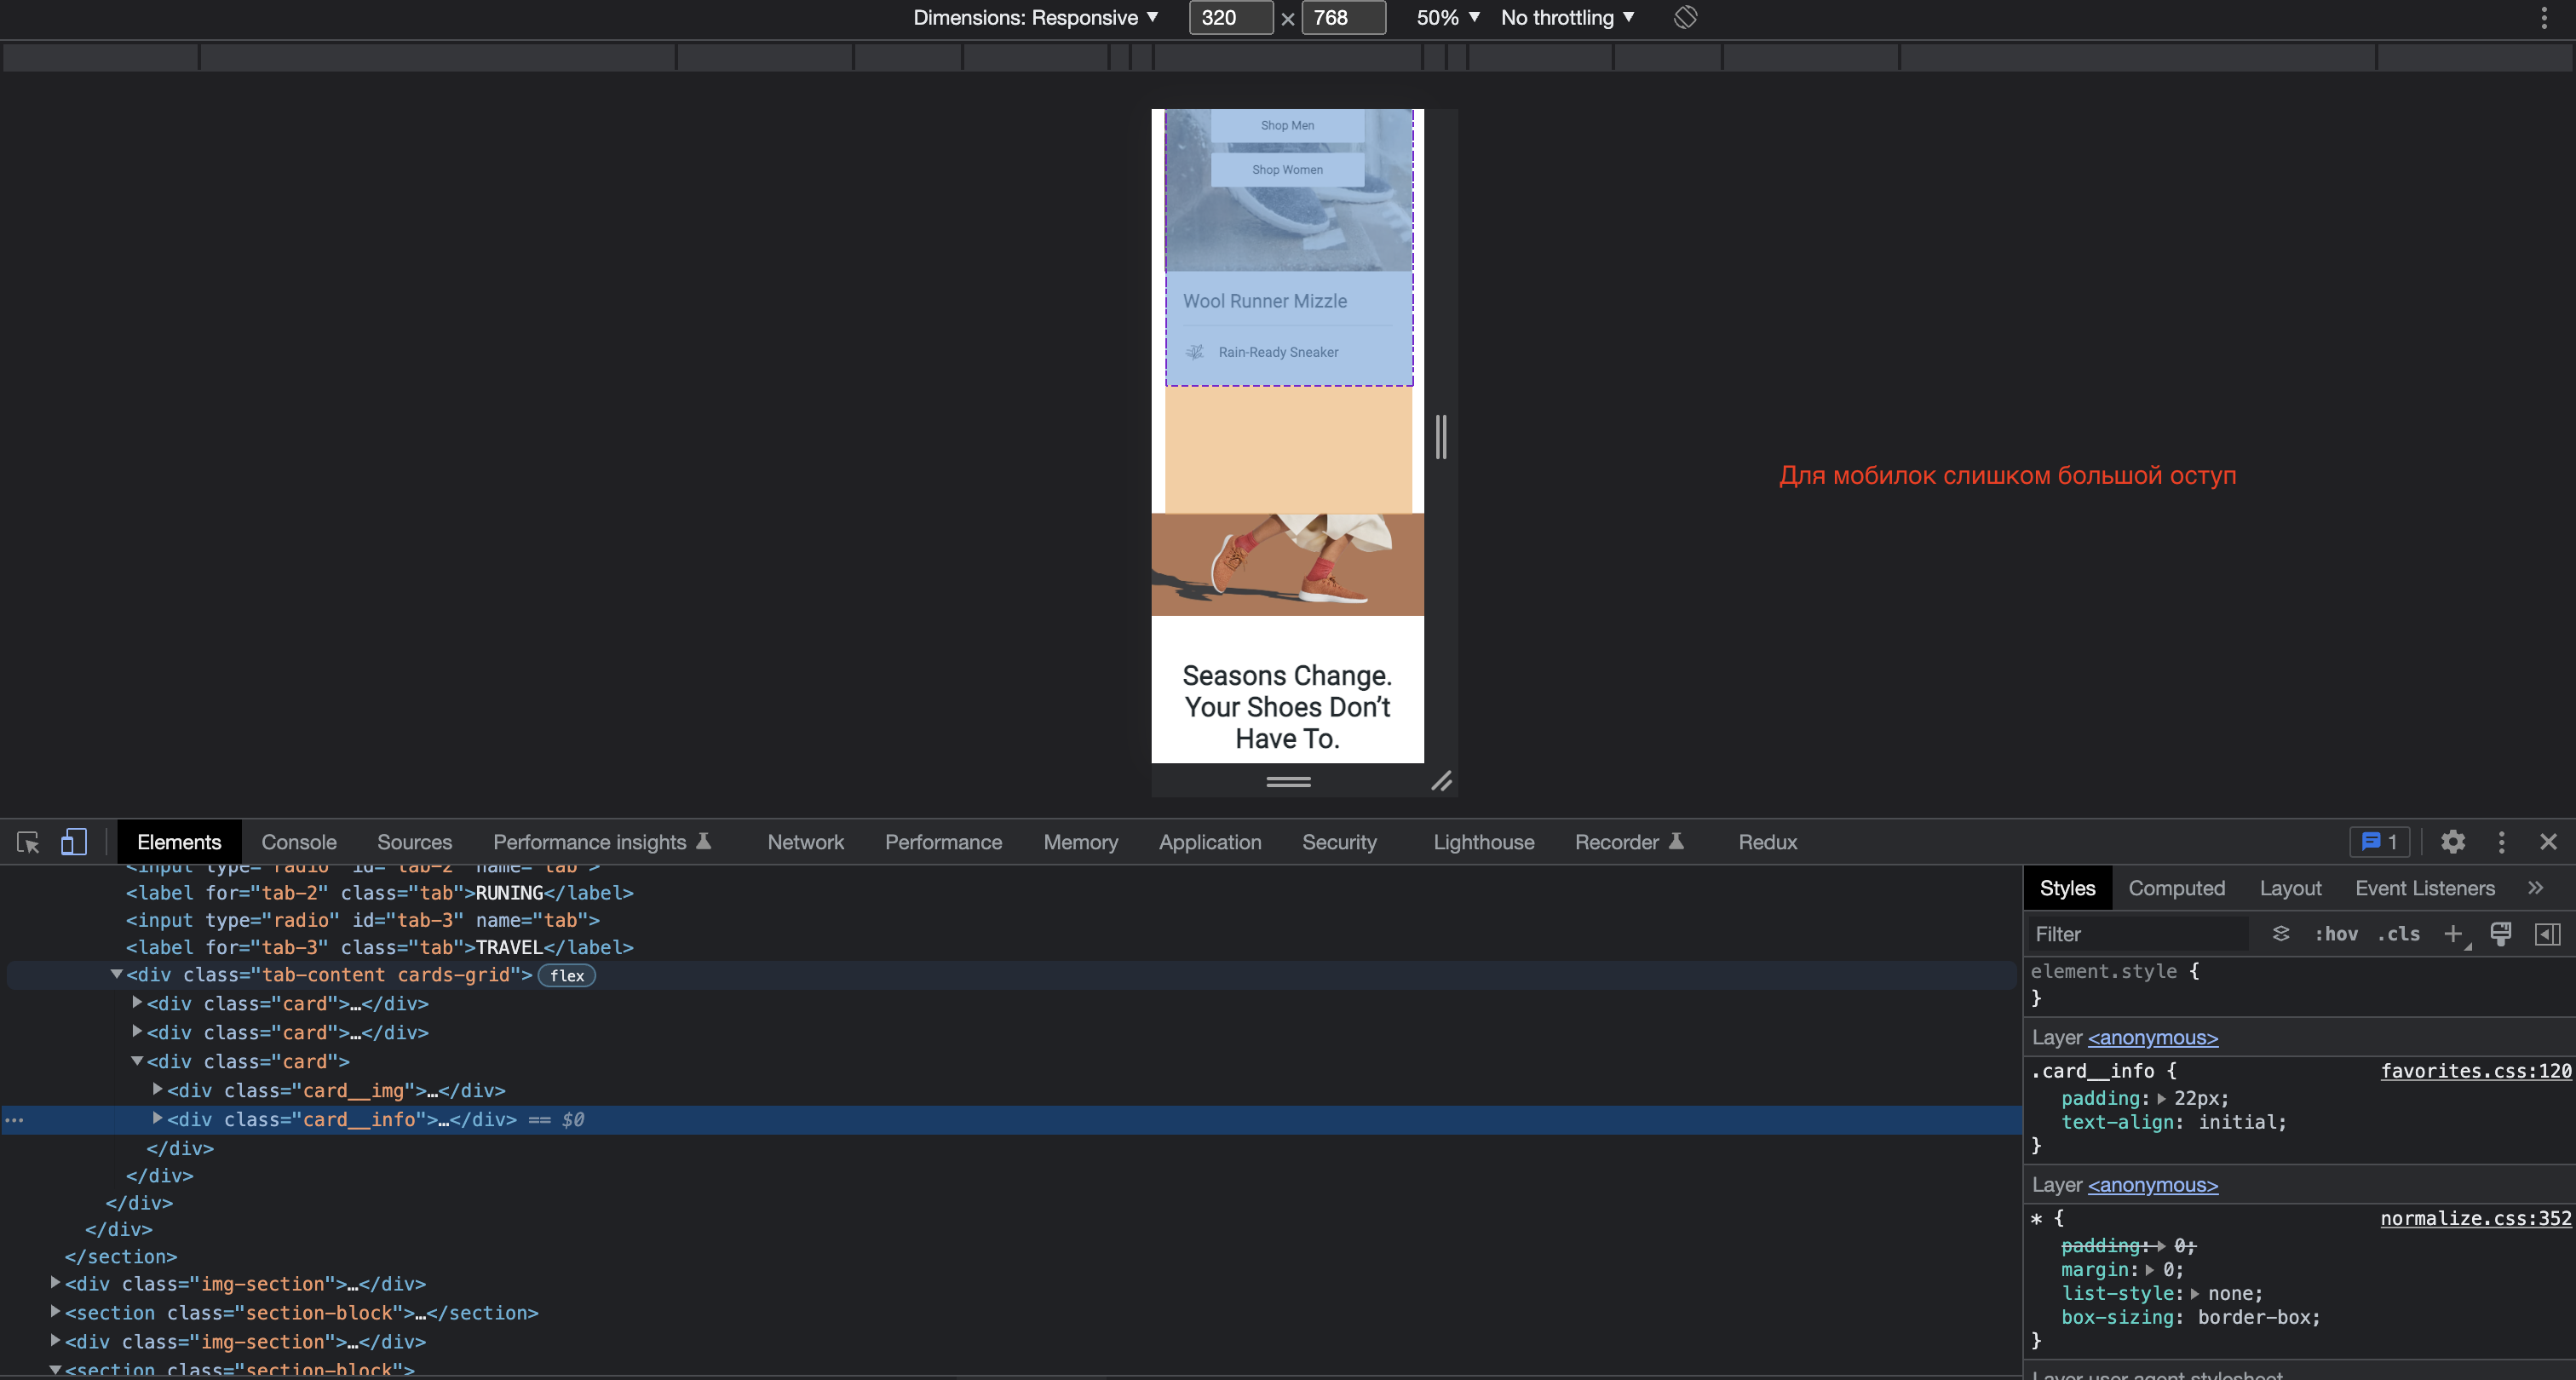 Dimensions: Responsive ▼ 320 × 768 50% ▼ No throttling ▼
Shop Men
Shop Women
Wool Runner Mizzle
Rain-Ready Sneaker
Для мобилок слишком большой оступ
Seasons Change.
Your Shoes Don’t
Have To.
Elements Console Sources Performance insights Network Performance Memory Application Security Lighthouse Recorder Redux 1
<input type="radio" id="tab-2" name="tab">
<label for="tab-2" class="tab">RUNING</label>
<input type="radio" id="tab-3" name="tab">
<label for="tab-3" class="tab">TRAVEL</label>
<div class="tab-content cards-grid"> flex
<div class="card">…</div>
<div class="card">…</div>
<div class="card">
<div class="card__img">…</div>
<div class="card__info">…</div> == $0
</div>
</div>
</div>
</div>
</section>
<div class="img-section">…</div>
<section class="section-block">…</section>
<div class="img-section">…</div>
<section class="section-block">
Styles Computed Layout Event Listeners »
Filter :hov .cls +
element.style {
}
Layer <anonymous>
.card__info { favorites.css:120
padding: 22px;
text-align: initial;
}
Layer <anonymous>
* { normalize.css:352
padding: 0;
margin: 0;
list-style: none;
box-sizing: border-box;
}
Layer user agent stylesheet